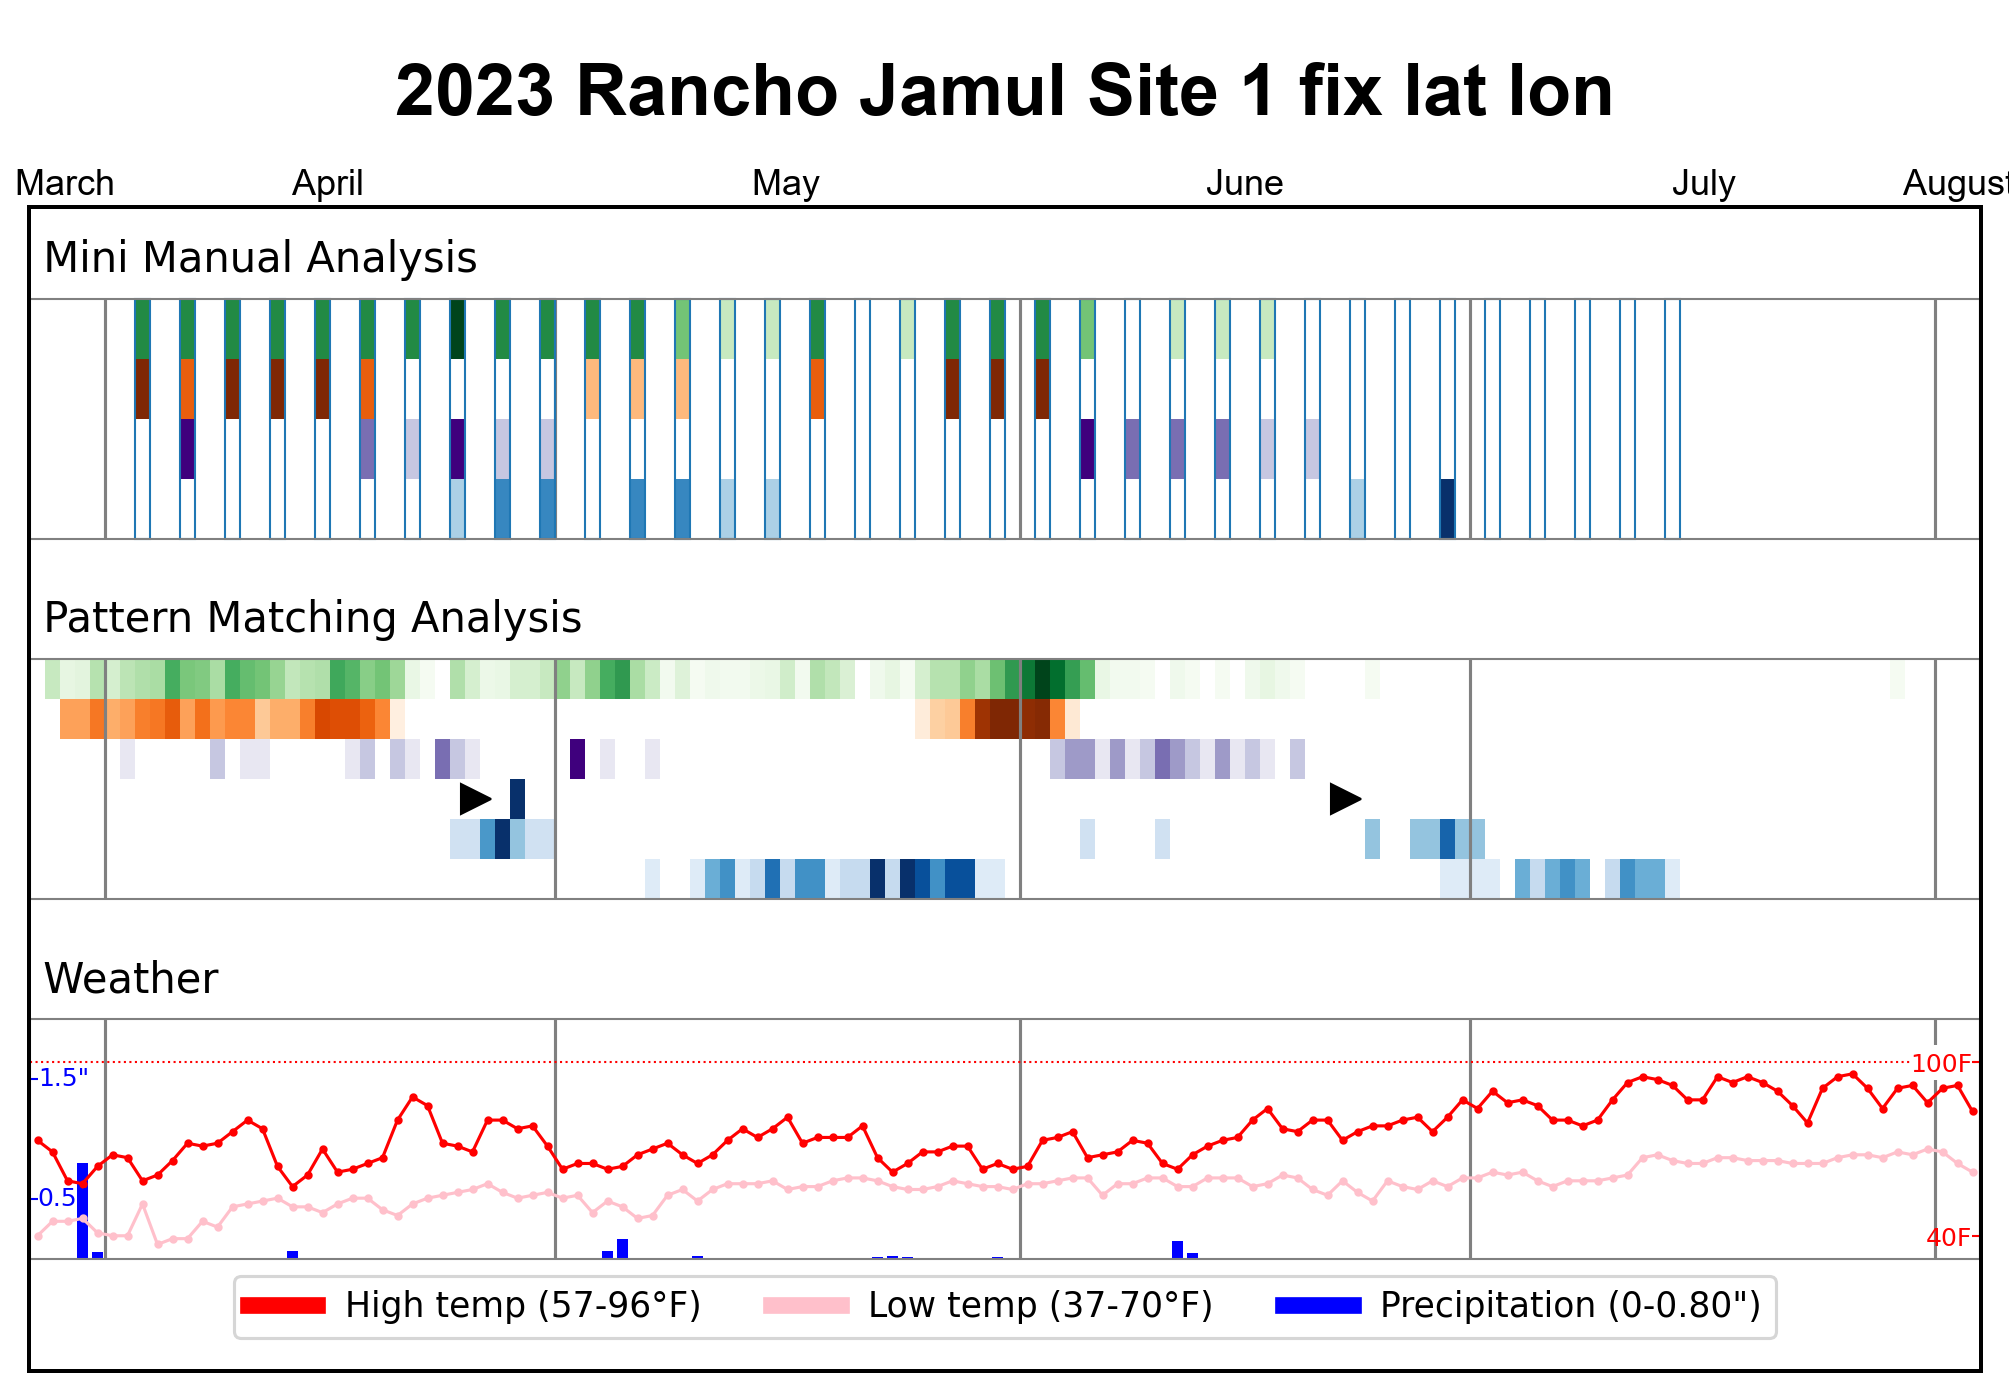 2023 Rancho Jamul Site 1 fix lat lon
March April May June July August
Mini Manual Analysis
Pattern Matching Analysis
Weather
100F
1.5"
0.5
40F
High temp (57-96°F) Low temp (37-70°F) Precipitation (0-0.80")